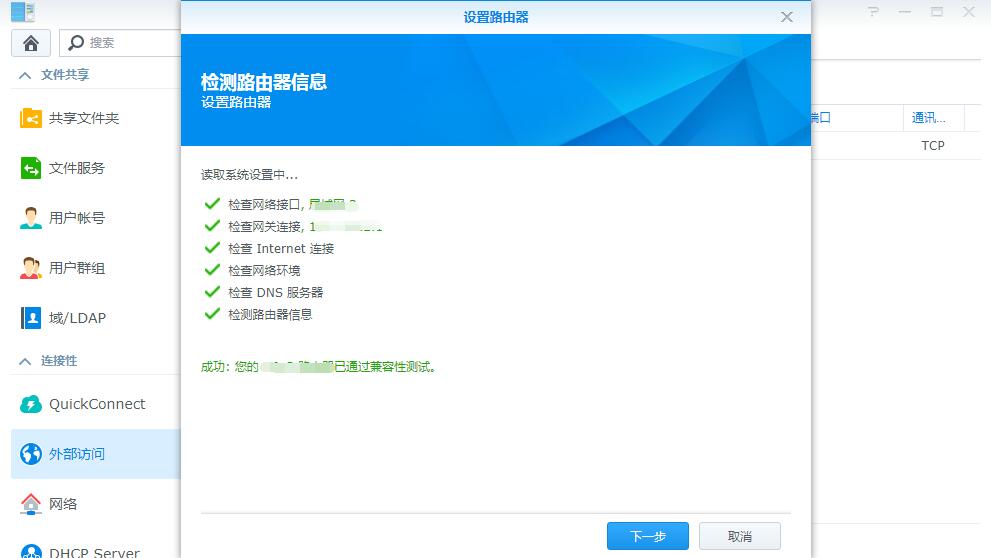 设置路由器
搜索
文件共享
共享文件夹
文件服务
用户帐号
用户群组
域/LDAP
连接性
QuickConnect
外部访问
网络
DHCP Server
检测路由器信息
设置路由器
读取系统设置中...
检查网络接口,
检查网关连接, 1
检查 Internet 连接
检查网络环境
检查 DNS 服务器
检测路由器信息
成功: 您的 已通过兼容性测试。
下一步
取消
端口
通讯...
TCP